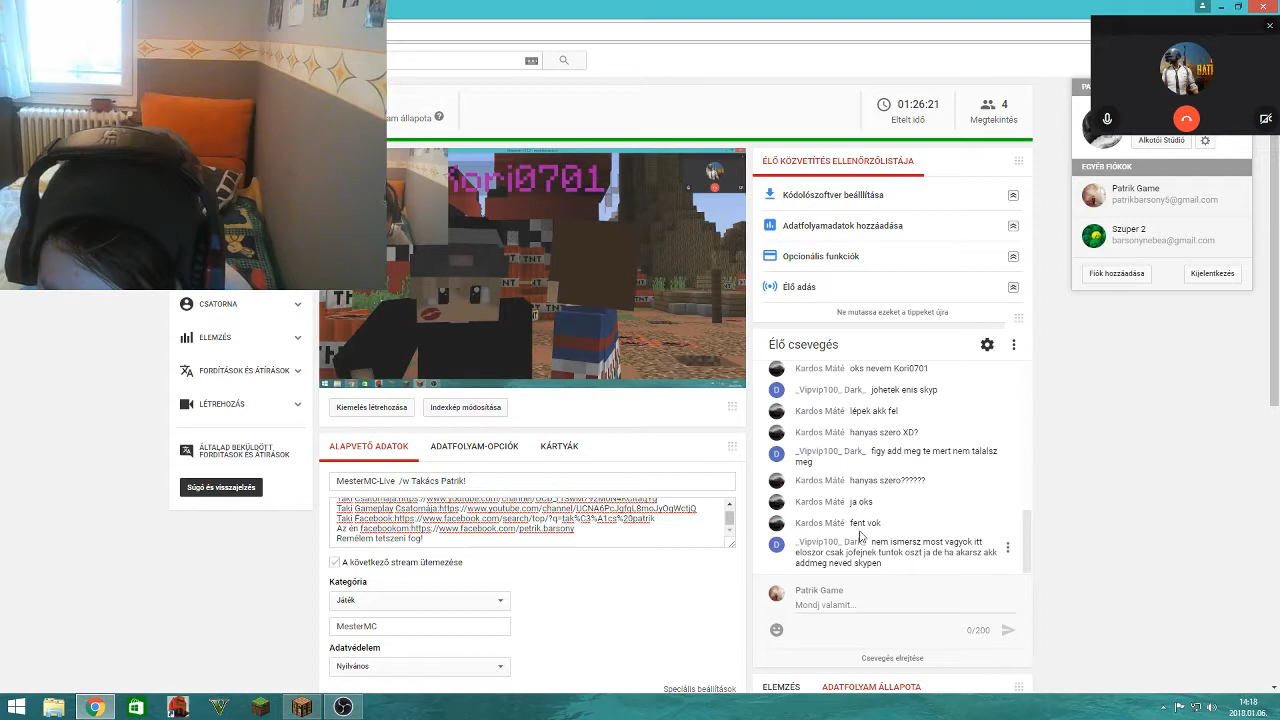 am állapota
01:26:21
Eltelt idő
4
Megtekintés
BATT
Alkotói Stúdió
EGYÉB FIÓKOK
Patrik Game
patrikbarsony5@gmail.com
Szuper 2
barsonynebea@gmail.com
Fiók hozzáadása
Kijelentkezés
Kori0701
TNT
TNT
TNT
CSATORNA
ELEMZÉS
FORDÍTÁSOK ÉS ÁTÍRÁSOK
LÉTREHOZÁS
ÁLTALAD BEKÜLDÖTT
FORDÍTÁSOK ÉS ÁTÍRÁSOK
Súgó és visszajelzés
Kiemelés létrehozása
Indexkép módosítása
ALAPVETŐ ADATOK
ADATFOLYAM-OPCIÓK
KÁRTYÁK
MesterMC-Live /w Takács Patrik!
Taki Gameplay Csatornája:https://www.youtube.com/channel/UCNA6PcJqfgL8moJyOqWctjQ
Taki Facebook:https://www.facebook.com/search/top/?q=tak%C3%A1cs%20patrik
Az én facebookom:https://www.facebook.com/petrik.barsony
Remélem tetszeni fog!
A következő stream ütemezése
Kategória
Játék
MesterMC
Adatvédelem
Nyilvános
Speciális beállítások
ÉLŐ KÖZVETÍTÉS ELLENŐRZŐLISTÁJA
Kódolószoftver beállítása
Adatfolyamadatok hozzáadása
Opcionális funkciók
Élő adás
Ne mutassa ezeket a tippeket újra
Élő csevegés
Kardos Máté oks nevem Kori0701
_Vipvip100_ Dark_ johetek enis skyp
Kardos Máté lépek akk fel
Kardos Máté hanyas szero XD?
_Vipvip100_ Dark_ figy add meg te mert nem talalsz
meg
Kardos Máté hanyas szero??????
Kardos Máté ja oks
Kardos Máté fent vok
_Vipvip100_ Dark_ nem ismersz most vagyok itt
eloszor csak jofejnek tuntok oszt ja de ha akarsz akk
addmeg neved skypen
Patrik Game
Mondj valamit...
0/200
Csevegés elrejtése
ELEMZÉS
ADATFOLYAM ÁLLAPOTA
14:18
2018.01.06.